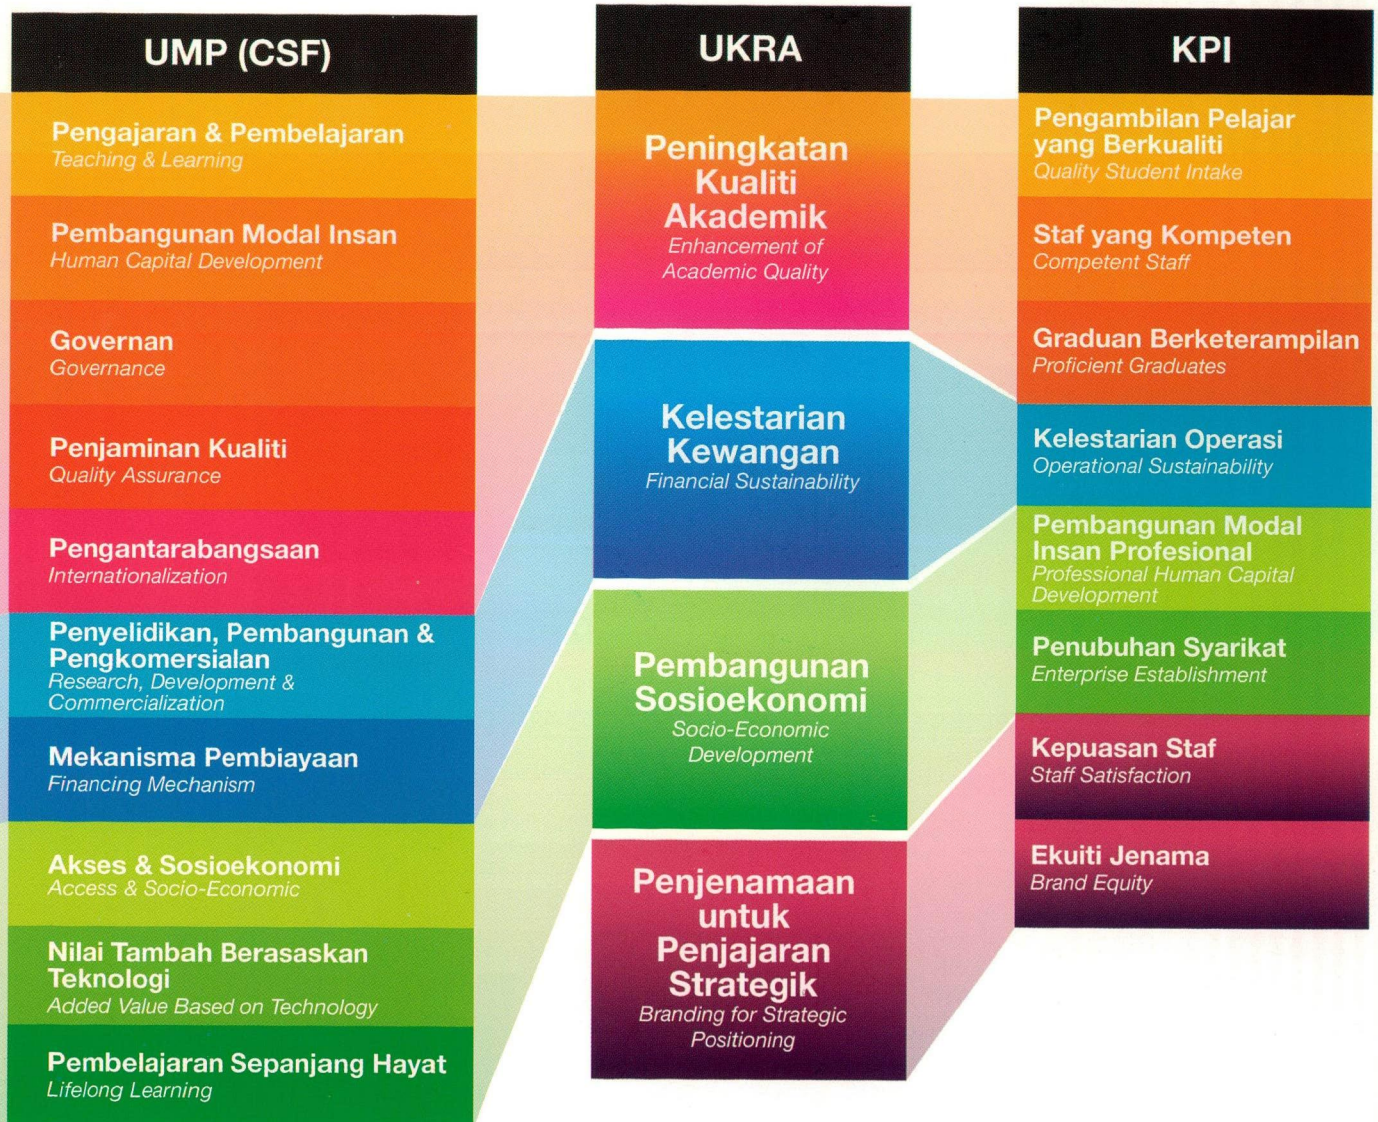 UMP (CSF)
Pengajaran & Pembelajaran
Teaching & Learning
Pembangunan Modal Insan
Human Capital Development
Governan
Governance
Penjaminan Kualiti
Quality Assurance
Pengantarabangsaan
Internationalization
Penyelidikan, Pembangunan &
Pengkomersialan
Research, Development &
Commercialization
Mekanisma Pembiayaan
Financing Mechanism
Akses & Sosioekonomi
Access & Socio-Economic
Nilai Tambah Berasaskan
Teknologi
Added Value Based on Technology
Pembelajaran Sepanjang Hayat
Lifelong Learning
UKRA
Peningkatan
Kualiti
Akademik
Enhancement of
Academic Quality
Kelestarian
Kewangan
Financial Sustainability
Pembangunan
Sosioekonomi
Socio-Economic
Development
Penjenamaan
untuk
Penjajaran
Strategik
Branding for Strategic
Positioning
KPI
Pengambilan Pelajar
yang Berkualiti
Quality Student Intake
Staf yang Kompeten
Competent Staff
Graduan Berketerampilan
Proficient Graduates
Kelestarian Operasi
Operational Sustainability
Pembangunan Modal
Insan Profesional
Professional Human Capital
Development
Penubuhan Syarikat
Enterprise Establishment
Kepuasan Staf
Staff Satisfaction
Ekuiti Jenama
Brand Equity